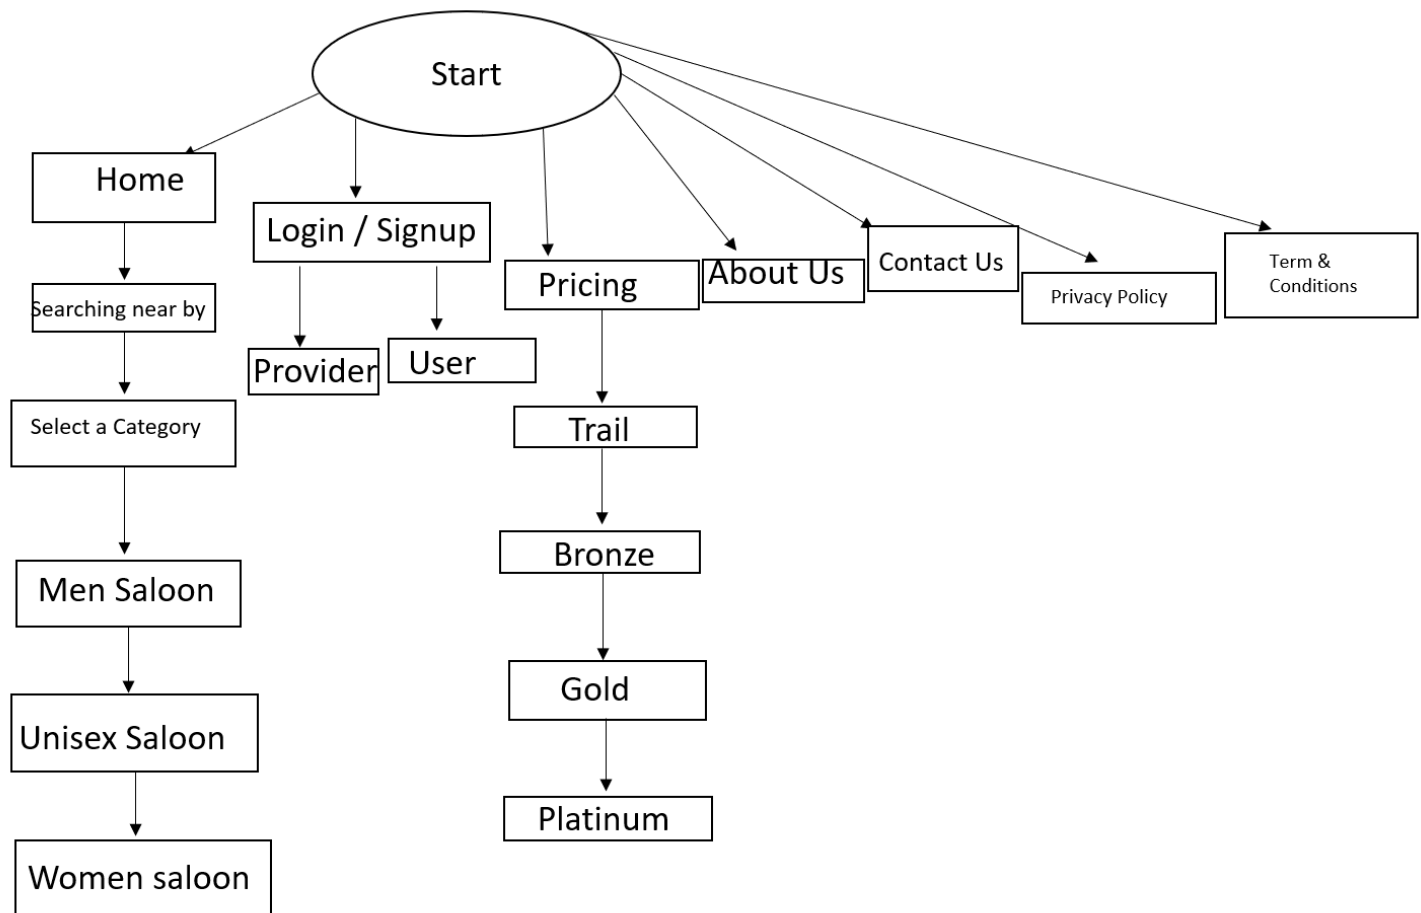 Start
Home
Login / Signup
Pricing
About Us
Contact Us
Privacy Policy
Term &
Conditions
Searching near by
Provider
User
Select a Category
Trail
Men Saloon
Bronze
Unisex Saloon
Gold
Women saloon
Platinum